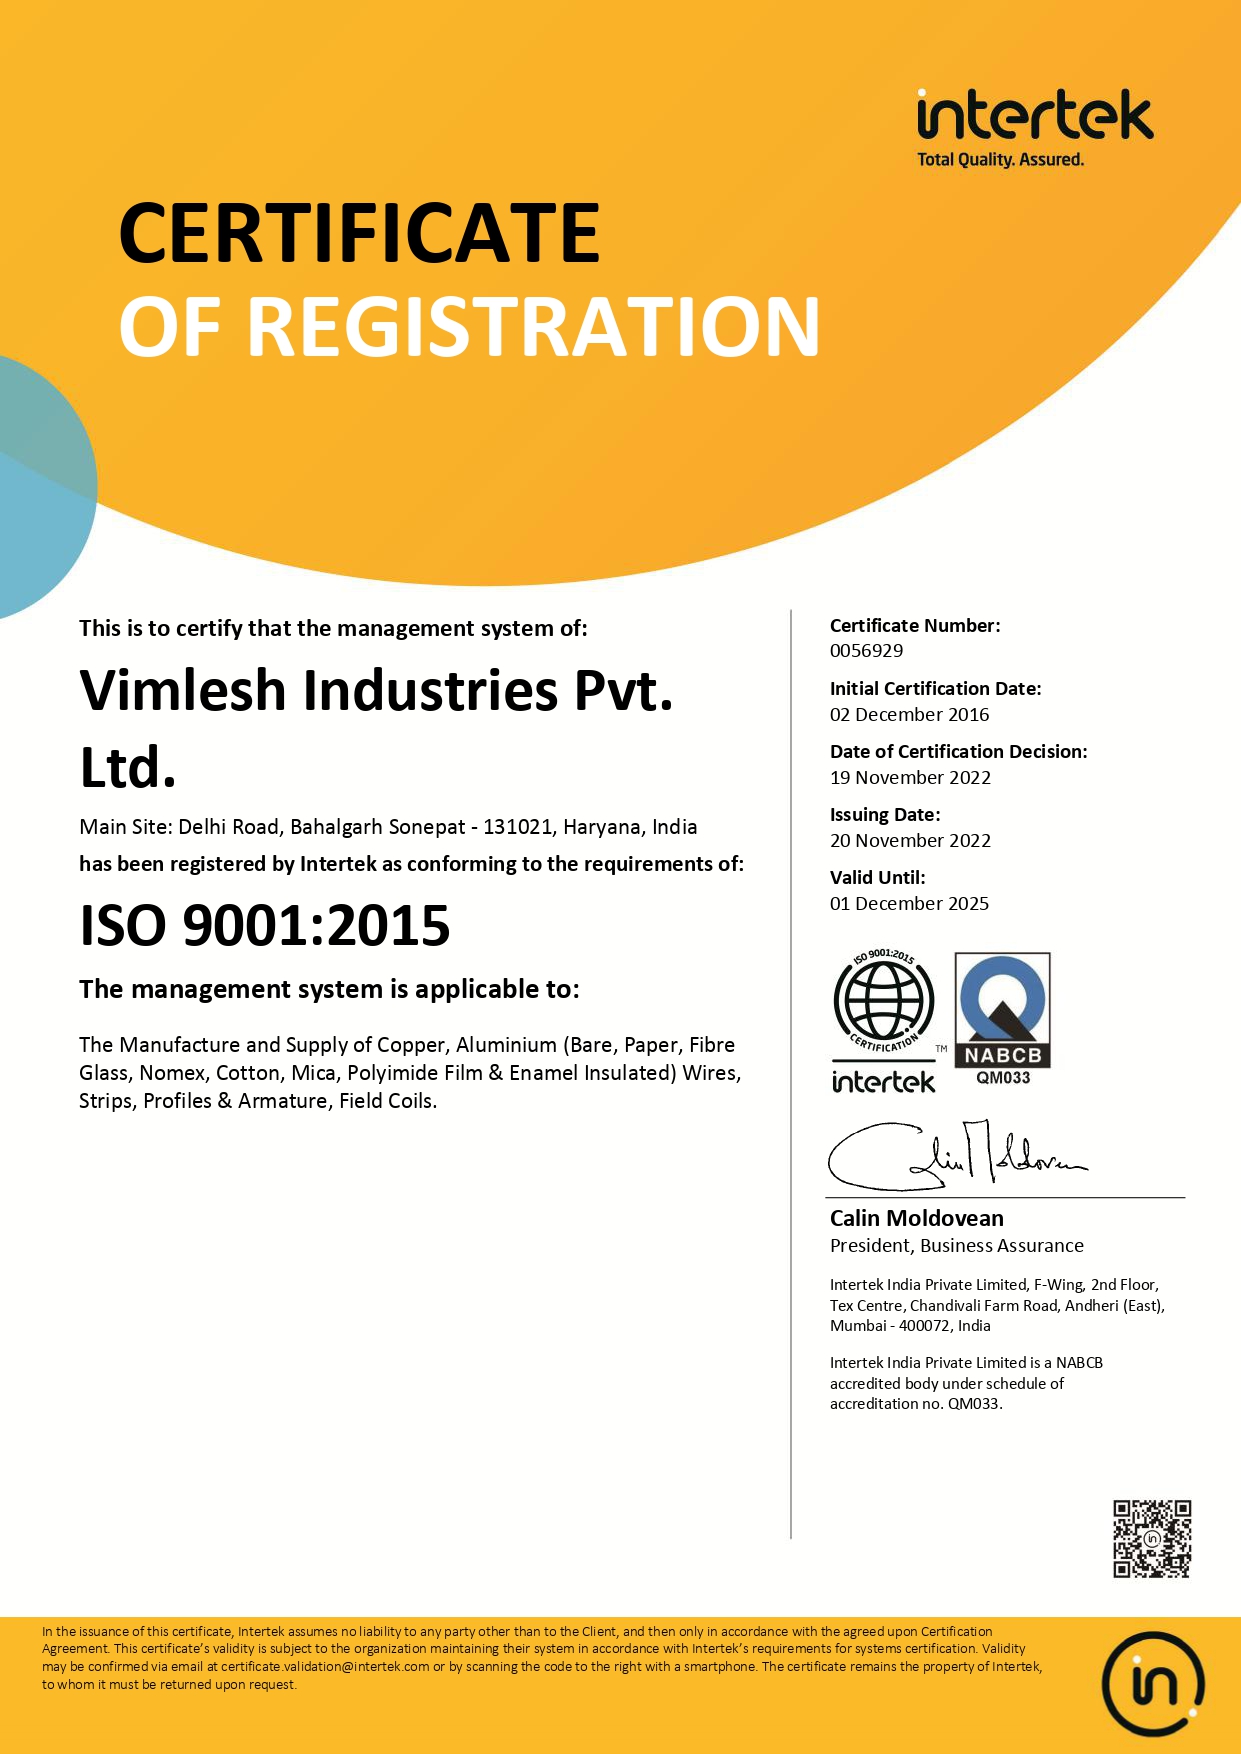 intertek
Total Quality. Assured.
CERTIFICATE
OF REGISTRATION
This is to certify that the management system of:
Vimlesh Industries Pvt.
Ltd.
Main Site: Delhi Road, Bahalgarh Sonepat - 131021, Haryana, India
has been registered by Intertek as conforming to the requirements of:
ISO 9001:2015
The management system is applicable to:
The Manufacture and Supply of Copper, Aluminium (Bare, Paper, Fibre
Glass, Nomex, Cotton, Mica, Polyimide Film & Enamel Insulated) Wires,
Strips, Profiles & Armature, Field Coils.
Certificate Number:
0056929
Initial Certification Date:
02 December 2016
Date of Certification Decision:
19 November 2022
Issuing Date:
20 November 2022
Valid Until:
01 December 2025
ISO 9001:2015
CERTIFICATION
TM
intertek
NABCB
QM033
Calin Moldovean
Calin Moldovean
President, Business Assurance
Intertek India Private Limited, F-Wing, 2nd Floor,
Tex Centre, Chandivali Farm Road, Andheri (East),
Mumbai - 400072, India
Intertek India Private Limited is a NABCB
accredited body under schedule of
accreditation no. QM033.
in
In the issuance of this certificate, Intertek assumes no liability to any party other than to the Client, and then only in accordance with the agreed upon Certification
Agreement. This certificate's validity is subject to the organization maintaining their system in accordance with Intertek's requirements for systems certification. Validity
may be confirmed via email at certificate.validation@intertek.com or by scanning the code to the right with a smartphone. The certificate remains the property of Intertek,
to whom it must be returned upon request.
in